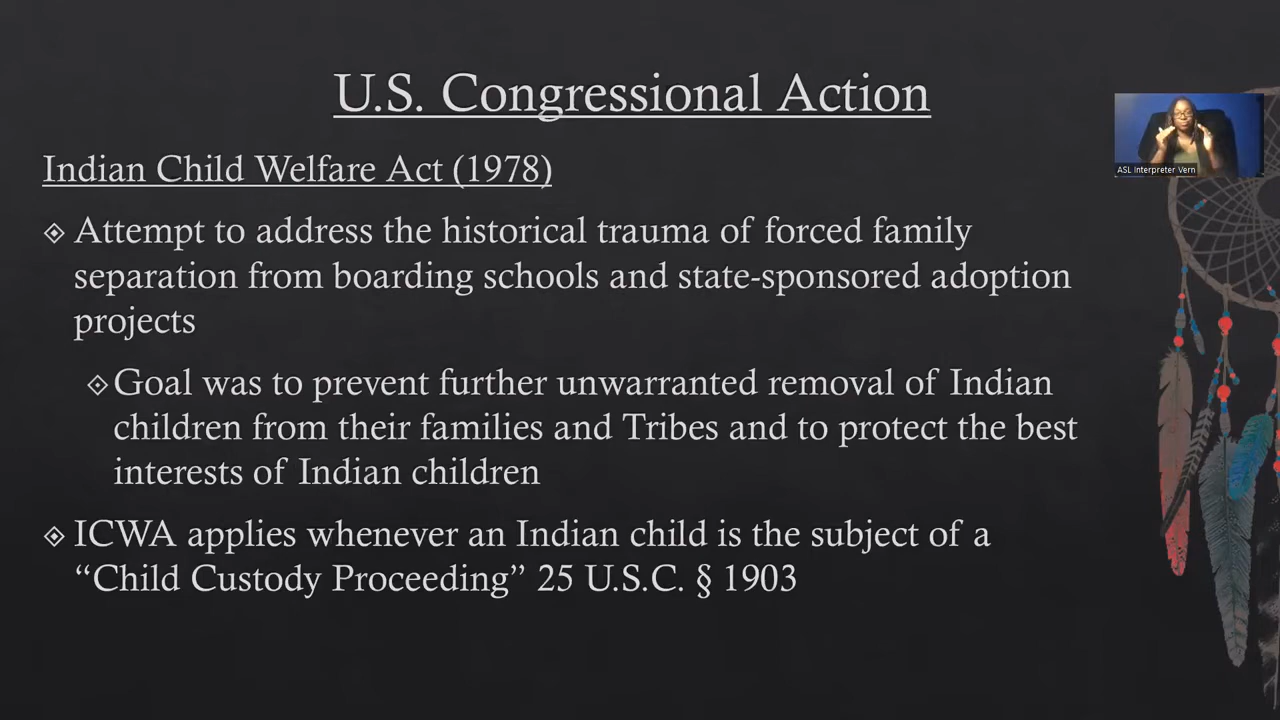 U.S. Congressional Action
ASL Interpreter Vern
Indian Child Welfare Act (1978)
Attempt to address the historical trauma of forced family
separation from boarding schools and state-sponsored adoption
projects
Goal was to prevent further unwarranted removal of Indian
children from their families and Tribes and to protect the best
interests of Indian children
ICWA applies whenever an Indian child is the subject of a
“Child Custody Proceeding” 25 U.S.C. § 1903